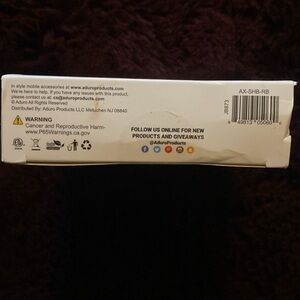 in style mobile accessories at www.aduroproducts.com
We're here to help. If you have any issues with this product,
please contact us at: cs@aduroproducts.com
© Aduro All Rights Reserved
Distributed By: Aduro Products LLC Metuchen NJ 08840
WARNING
Cancer and Reproductive Harm-
www.P65Warnings.ca.gov
FOLLOW US ONLINE FOR NEW
PRODUCTS AND GIVEAWAYS
@AduroProducts
JB873
AX-SHB-RB